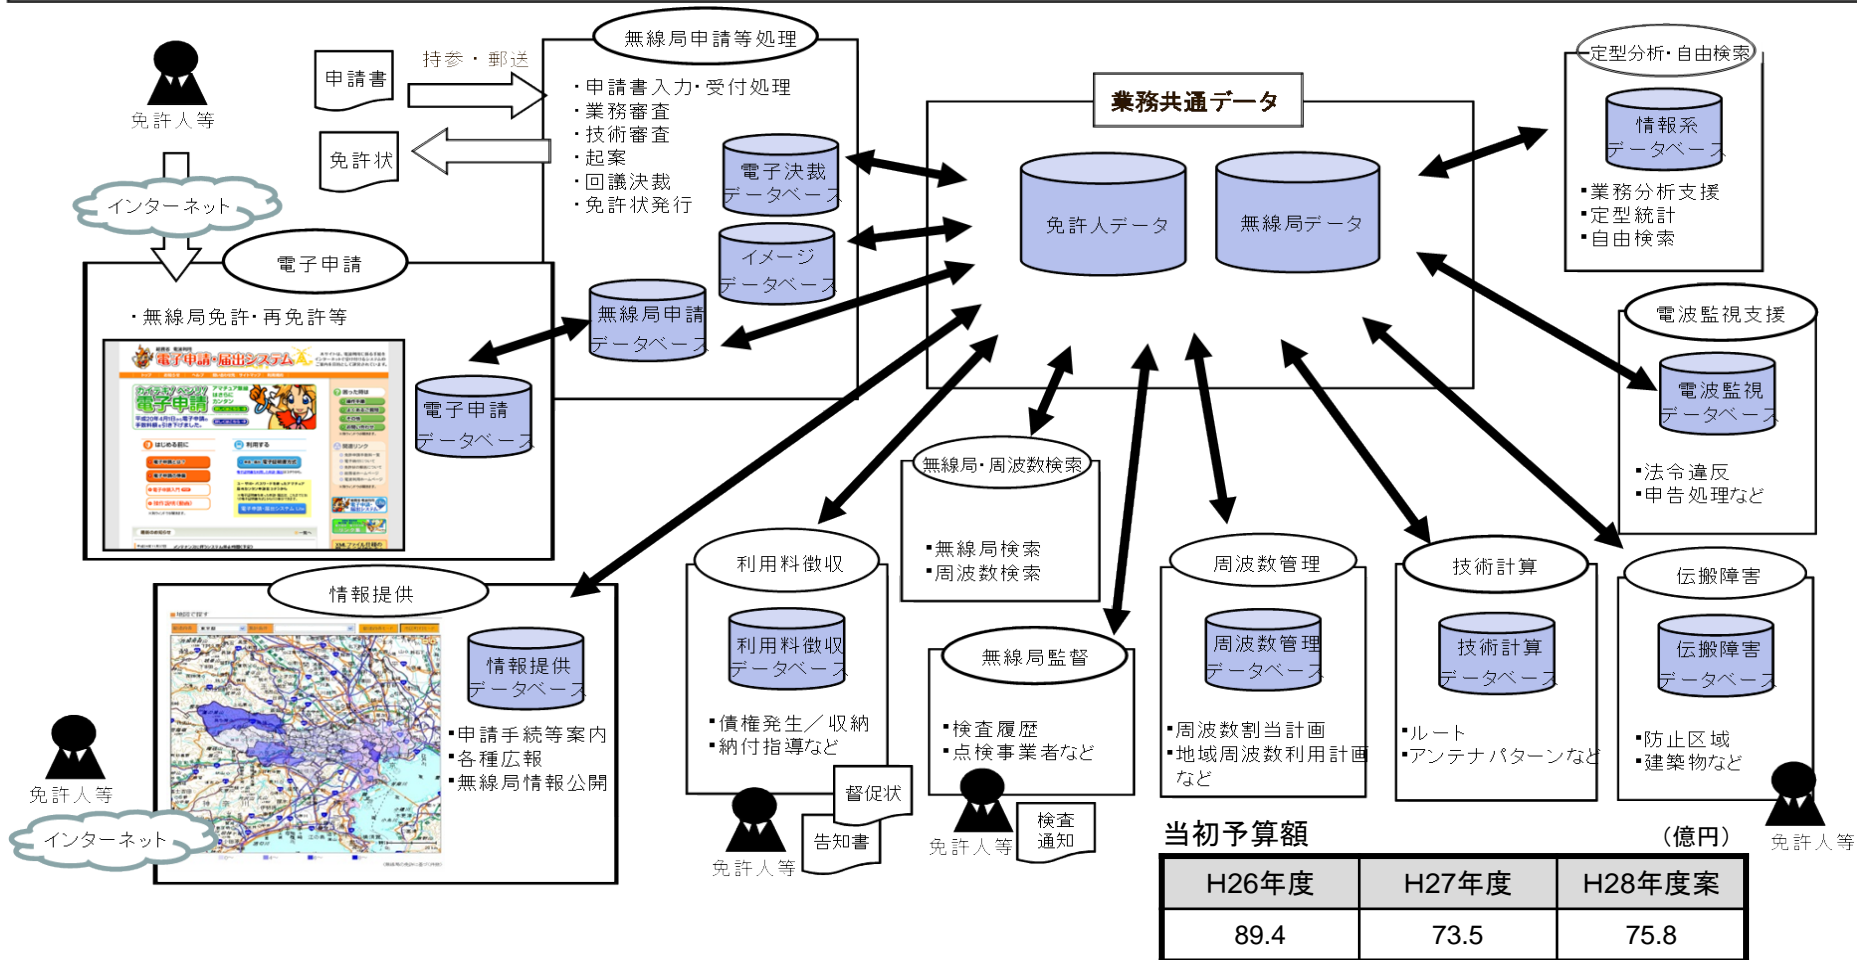 無線局申請等処理
免許人等
申請書
持参・郵送
免許状
・申請書入力・受付処理
・業務審査
・技術審査
・起案
・回議決裁
・免許状発行
電子決裁
データベース
イメージ
データベース
無線局申請
データベース
インターネット
電子申請
・無線局免許・再免許等
電子申請・届出システム
電子申請
電子申請
データベース
業務共通データ
免許人データ
無線局データ
定型分析・自由検索
情報系
データベース
▪業務分析支援
▪定型統計
▪自由検索
電波監視支援
電波監視
データベース
▪法令違反
▪申告処理など
情報提供
地図で探す
情報提供
データベース
▪申請手続等案内
▪各種広報
▪無線局情報公開
免許人等
インターネット
利用料徴収
利用料徴収
データベース
▪債権発生／収納
▪納付指導など
督促状
告知書
免許人等
無線局・周波数検索
▪無線局検索
▪周波数検索
無線局監督
▪検査履歴
▪点検事業者など
免許人等
検査
通知
周波数管理
周波数管理
データベース
▪周波数割当計画
▪地域周波数利用計画
など
技術計算
技術計算
データベース
▪ルート
▪アンテナパターンなど
伝搬障害
伝搬障害
データベース
▪防止区域
▪建築物など
免許人等
当初予算額
（億円）
H26年度 H27年度 H28年度案
89.4 73.5 75.8